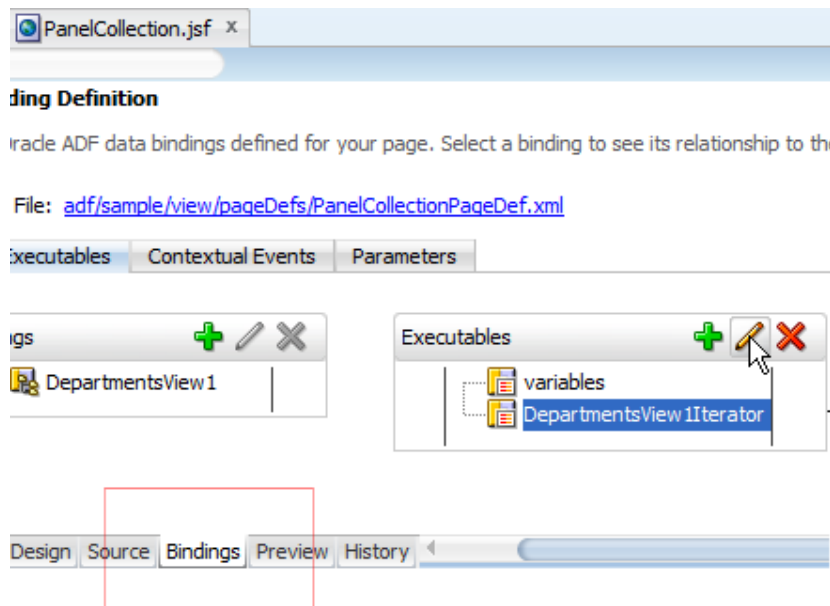 PanelCollection.jsf x
ding Definition
racle ADF data bindings defined for your page. Select a binding to see its relationship to th
File: adf/sample/view/pageDefs/PanelCollectionPageDef.xml
Executables Contextual Events Parameters
ngs Executables
DepartmentsView1 variables
DepartmentsView1Iterator
Design Source Bindings Preview History